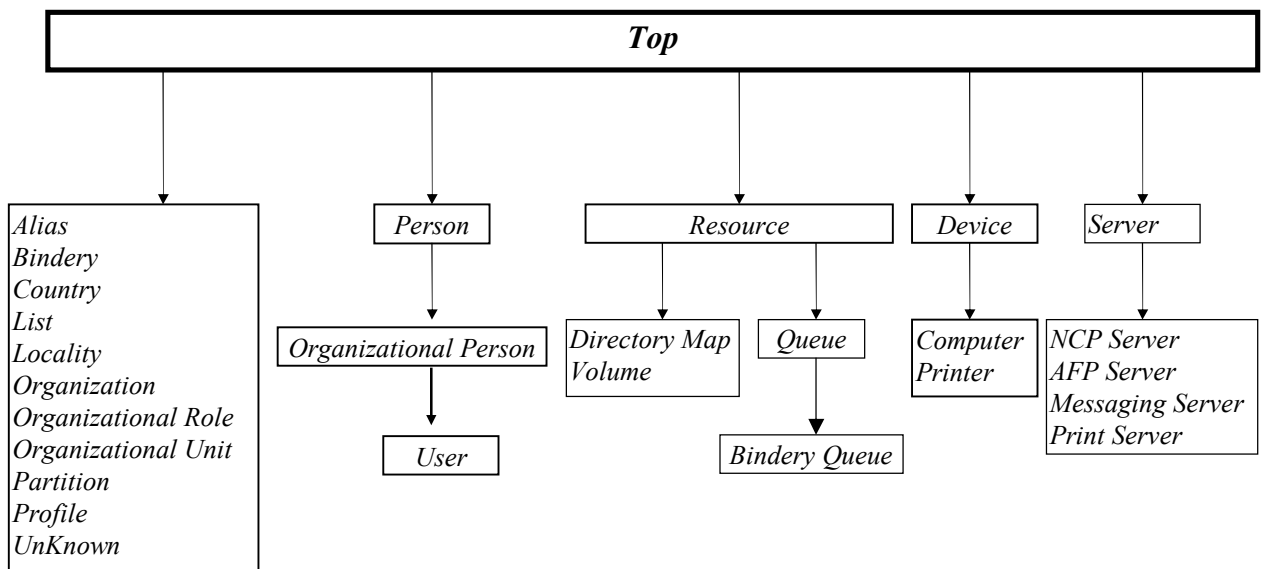 Top
Alias
Bindery
Country
List
Locality
Organization
Organizational Role
Organizational Unit
Partition
Profile
UnKnown
Person
Organizational Person
User
Resource
Directory Map
Volume
Queue
Bindery Queue
Device
Computer
Printer
Server
NCP Server
AFP Server
Messaging Server
Print Server